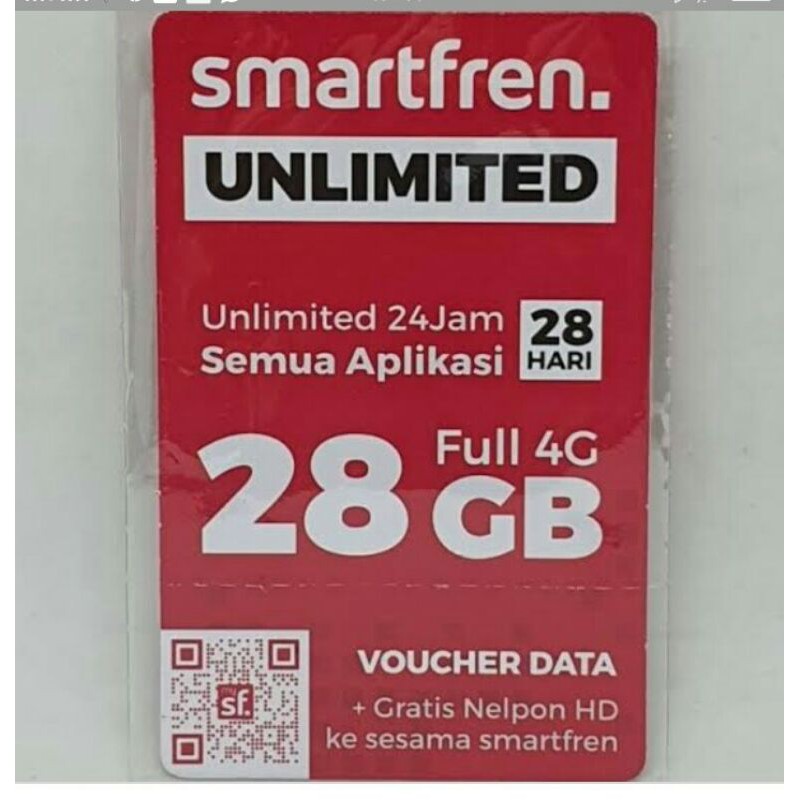 smartfren.
UNLIMITED
Unlimited 24Jam
Semua Aplikasi
28
HARI
28 GB
Full 4G
sf.
VOUCHER DATA
+ Gratis Nelpon HD
ke sesama smartfren